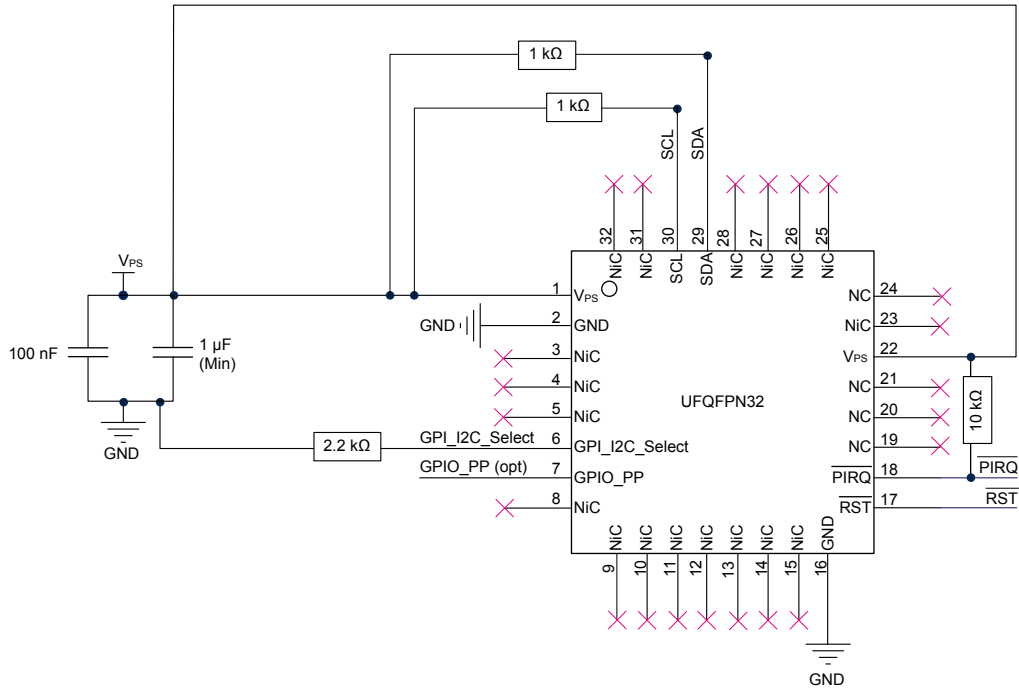 1 kΩ
1 kΩ
SCL
SDA
32
31
30
29
28
27
26
25
NiC
NiC
SCL
SDA
NiC
NiC
NiC
NiC
VPS
100 nF
1 µF
(Min)
GND
1
VPS
GND
2
GND
3
NiC
4
NiC
5
NiC
2.2 kΩ
GPI_I2C_Select
6
GPI_I2C_Select
GPIO_PP (opt)
7
GPIO_PP
8
NiC
UFQFPN32
NC
24
NiC
23
VPS
22
NC
21
NC
20
NC
19
10 kΩ
PIRQ
18
PIRQ
RST
17
RST
NiC
NiC
NiC
NiC
NiC
NiC
NiC
GND
9
10
11
12
13
14
15
16
GND